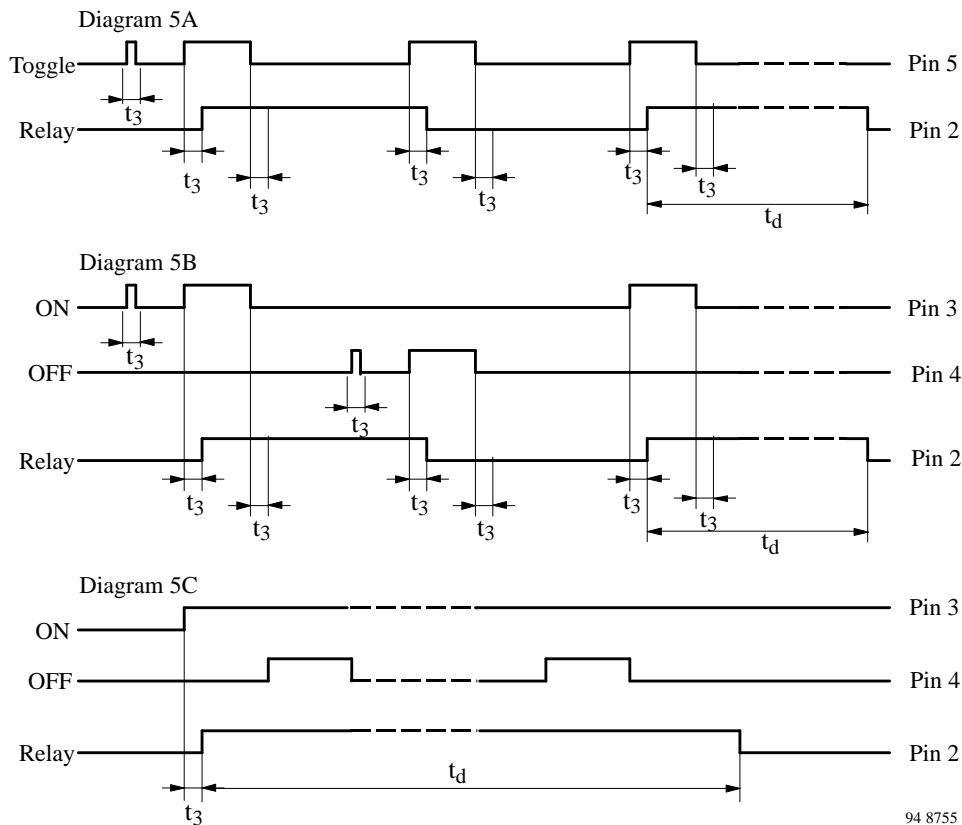 Diagram 5A
Toggle
Pin 5
t3
Relay
Pin 2
t3
t3
t3
t3
t3
t3
td
Diagram 5B
ON
Pin 3
t3
OFF
Pin 4
t3
Relay
Pin 2
t3
t3
t3
t3
t3
t3
td
Diagram 5C
ON
Pin 3
OFF
Pin 4
Relay
Pin 2
td
t3
94 8755